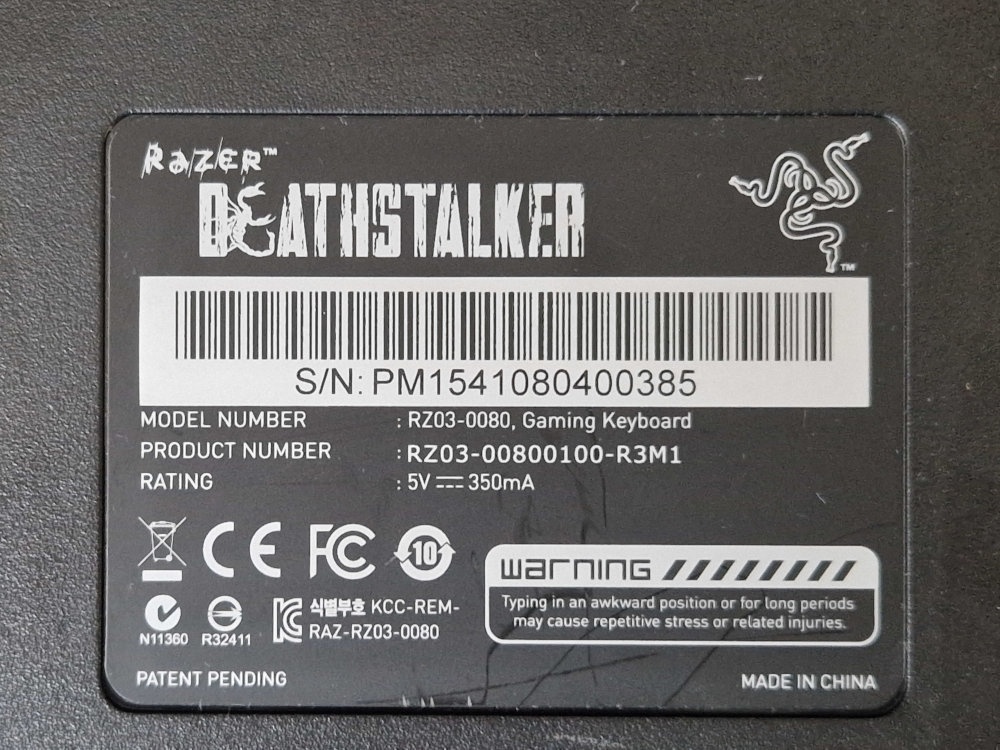 RAZER™
DEATHSTALKER
™
S/N: PM1541080400385
MODEL NUMBER : RZ03-0080, Gaming Keyboard
PRODUCT NUMBER : RZ03-00800100-R3M1
RATING : 5V ⎓ 350mA
CE FC 10
N11360 R32411
식별부호 KCC-REM-
RAZ-RZ03-0080
warning
Typing in an awkward position or for long periods
may cause repetitive stress or related injuries.
PATENT PENDING
MADE IN CHINA